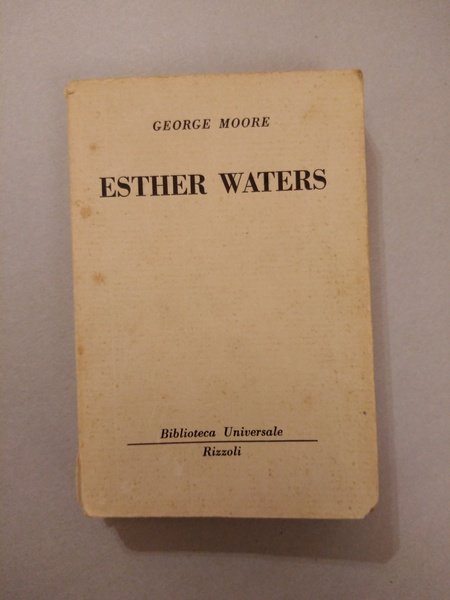 GEORGE MOORE
ESTHER WATERS
Biblioteca Universale
Rizzoli